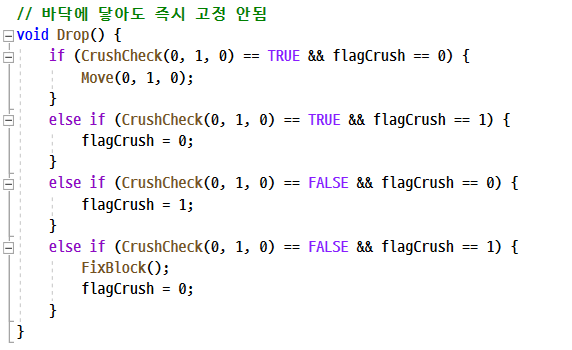 // 바닥에 닿아도 즉시 고정 안됨
void Drop() {
    if (CrushCheck(0, 1, 0) == TRUE && flagCrush == 0) {
        Move(0, 1, 0);
    }
    else if (CrushCheck(0, 1, 0) == TRUE && flagCrush == 1) {
        flagCrush = 0;
    }
    else if (CrushCheck(0, 1, 0) == FALSE && flagCrush == 0) {
        flagCrush = 1;
    }
    else if (CrushCheck(0, 1, 0) == FALSE && flagCrush == 1) {
        FixBlock();
        flagCrush = 0;
    }
}